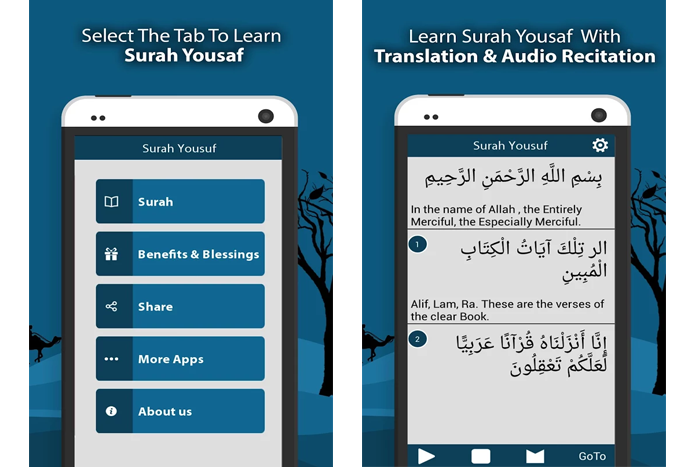 Select The Tab To Learn
Surah Yousaf
Surah Yousuf
Surah
Benefits & Blessings
Share
More Apps
About us
Learn Surah Yousaf With
Translation & Audio Recitation
Surah Yousuf
بِسْمِ اللَّهِ الرَّحْمَنِ الرَّحِيمِ
In the name of Allah , the Entirely
Merciful, the Especially Merciful.
1
الر تِلْكَ آيَاتُ الْكِتَابِ
الْمُبِينِ
Alif, Lam, Ra. These are the verses of
the clear Book.
2
إِنَّا أَنْزَلْنَاهُ قُرْآنًا عَرَبِيًّا
لَعَلَّكُمْ تَعْقِلُونَ
GoTo